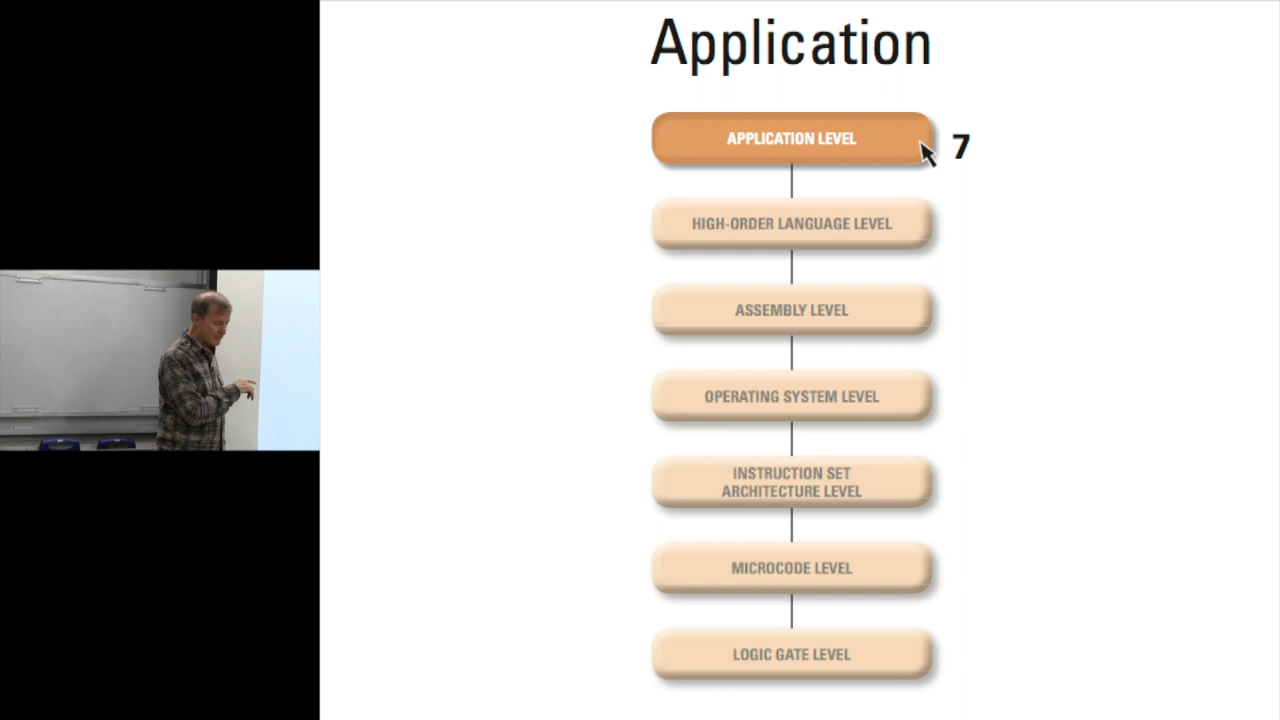 Application
APPLICATION LEVEL
7
HIGH-ORDER LANGUAGE LEVEL
ASSEMBLY LEVEL
OPERATING SYSTEM LEVEL
INSTRUCTION SET
ARCHITECTURE LEVEL
MICROCODE LEVEL
LOGIC GATE LEVEL